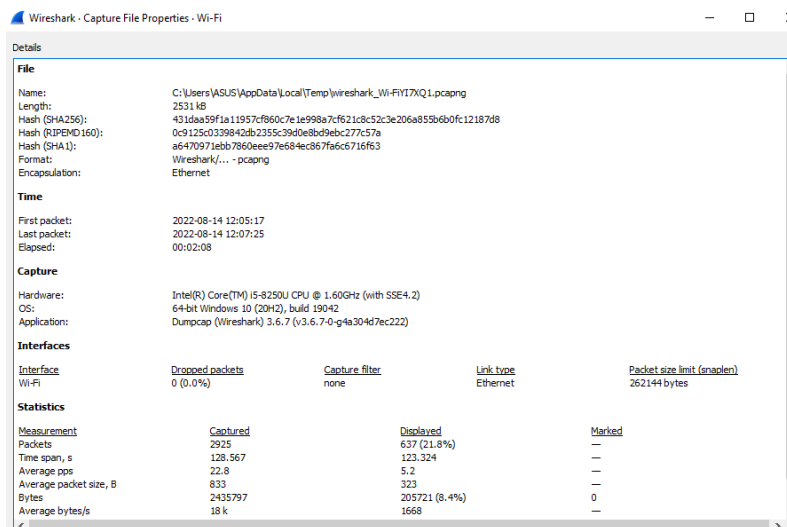 Wireshark · Capture File Properties · Wi-Fi
Details
File
Name: C:\Users\ASUS\AppData\Local\Temp\wireshark_Wi-FiYI7XQ1.pcapng
Length: 2531 kB
Hash (SHA256): 431daa59f1a11957cf860c7e1e998a7cf621c8c52c3e206a855b6b0fc12187d8
Hash (RIPEMD160): 0c9125c0339842db2355c39d0e8bd9ebc277c57a
Hash (SHA1): a6470971ebb7860eee97e684ec867fa6c6716f63
Format: Wireshark/... - pcapng
Encapsulation: Ethernet
Time
First packet: 2022-08-14 12:05:17
Last packet: 2022-08-14 12:07:25
Elapsed: 00:02:08
Capture
Hardware: Intel(R) Core(TM) i5-8250U CPU @ 1.60GHz (with SSE4.2)
OS: 64-bit Windows 10 (20H2), build 19042
Application: Dumpcap (Wireshark) 3.6.7 (v3.6.7-0-g4a304d7ec222)
Interfaces
Interface Dropped packets Capture filter Link type Packet size limit (snaplen)
Wi-Fi 0 (0.0%) none Ethernet 262144 bytes
Statistics
Measurement Captured Displayed Marked
Packets 2925 637 (21.8%) —
Time span, s 128.567 123.324 —
Average pps 22.8 5.2 —
Average packet size, B 833 323 —
Bytes 2435797 205721 (8.4%) 0
Average bytes/s 18 k 1668 —